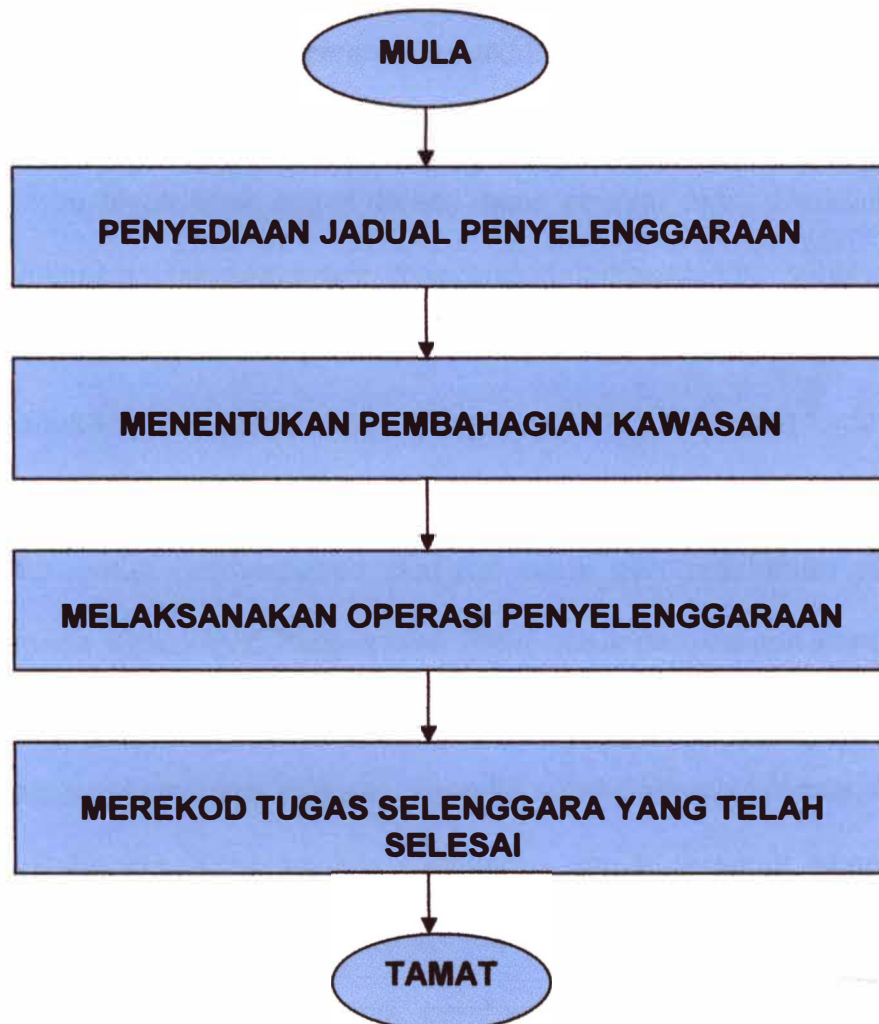 MULA
PENYEDIAAN JADUAL PENYELENGGARAAN
MENENTUKAN PEMBAHAGIAN KAWASAN
MELAKSANAKAN OPERASI PENYELENGGARAAN
MEREKOD TUGAS SELENGGARA YANG TELAH
SELESAI
TAMAT